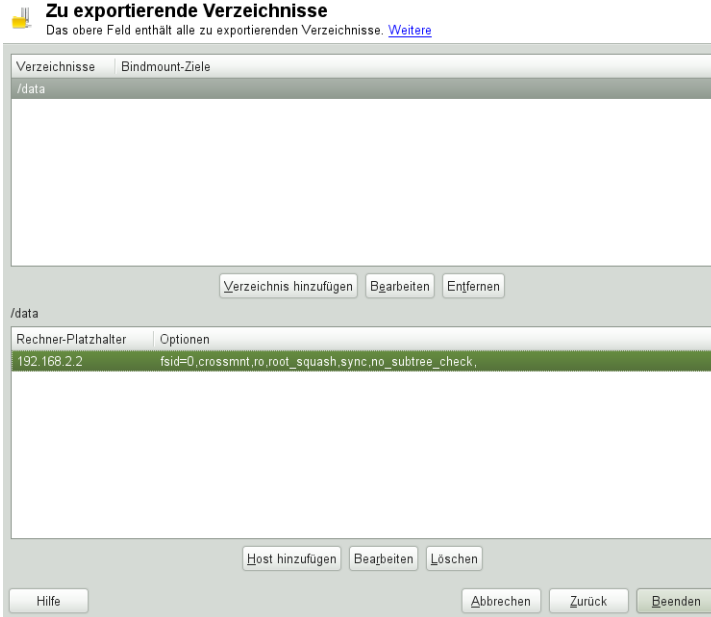 Zu exportierende Verzeichnisse
Das obere Feld enthält alle zu exportierenden Verzeichnisse. Weitere
Verzeichnisse Bindmount-Ziele
/data
Verzeichnis hinzufügen Bearbeiten Entfernen
/data
Rechner-Platzhalter Optionen
192.168.2.2 fsid=0,crossmnt,ro,root_squash,sync,no_subtree_check,
Host hinzufügen Bearbeiten Löschen
Hilfe Abbrechen Zurück Beenden